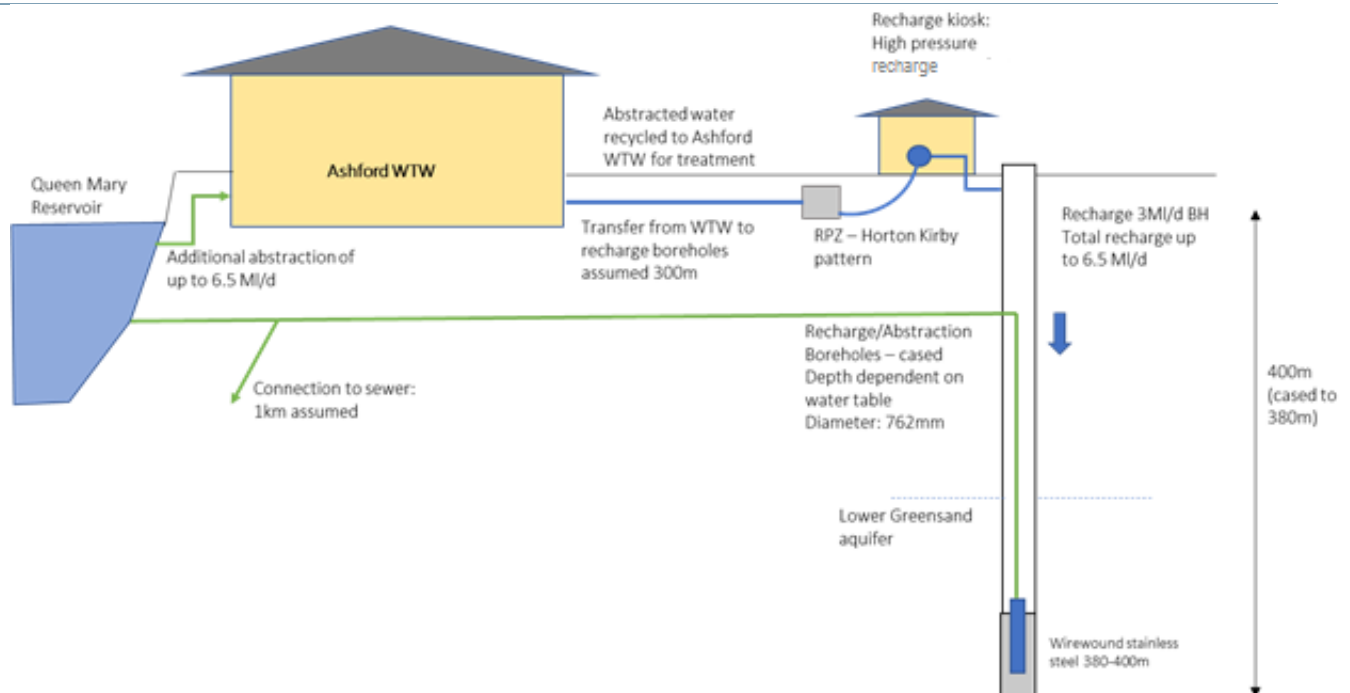 Recharge kiosk:
High pressure
recharge
Abstracted water
recycled to Ashford
WTW for treatment
Ashford WTW
Queen Mary
Reservoir
Additional abstraction of
up to 6.5 Ml/d
Transfer from WTW to
recharge boreholes
assumed 300m
RPZ – Horton Kirby
pattern
Recharge 3Ml/d BH
Total recharge up
to 6.5 Ml/d
Recharge/Abstraction
Boreholes – cased
Depth dependent on
water table
Diameter: 762mm
Connection to sewer:
1km assumed
400m
(cased to
380m)
Lower Greensand
aquifer
Wirewound stainless
steel 380-400m